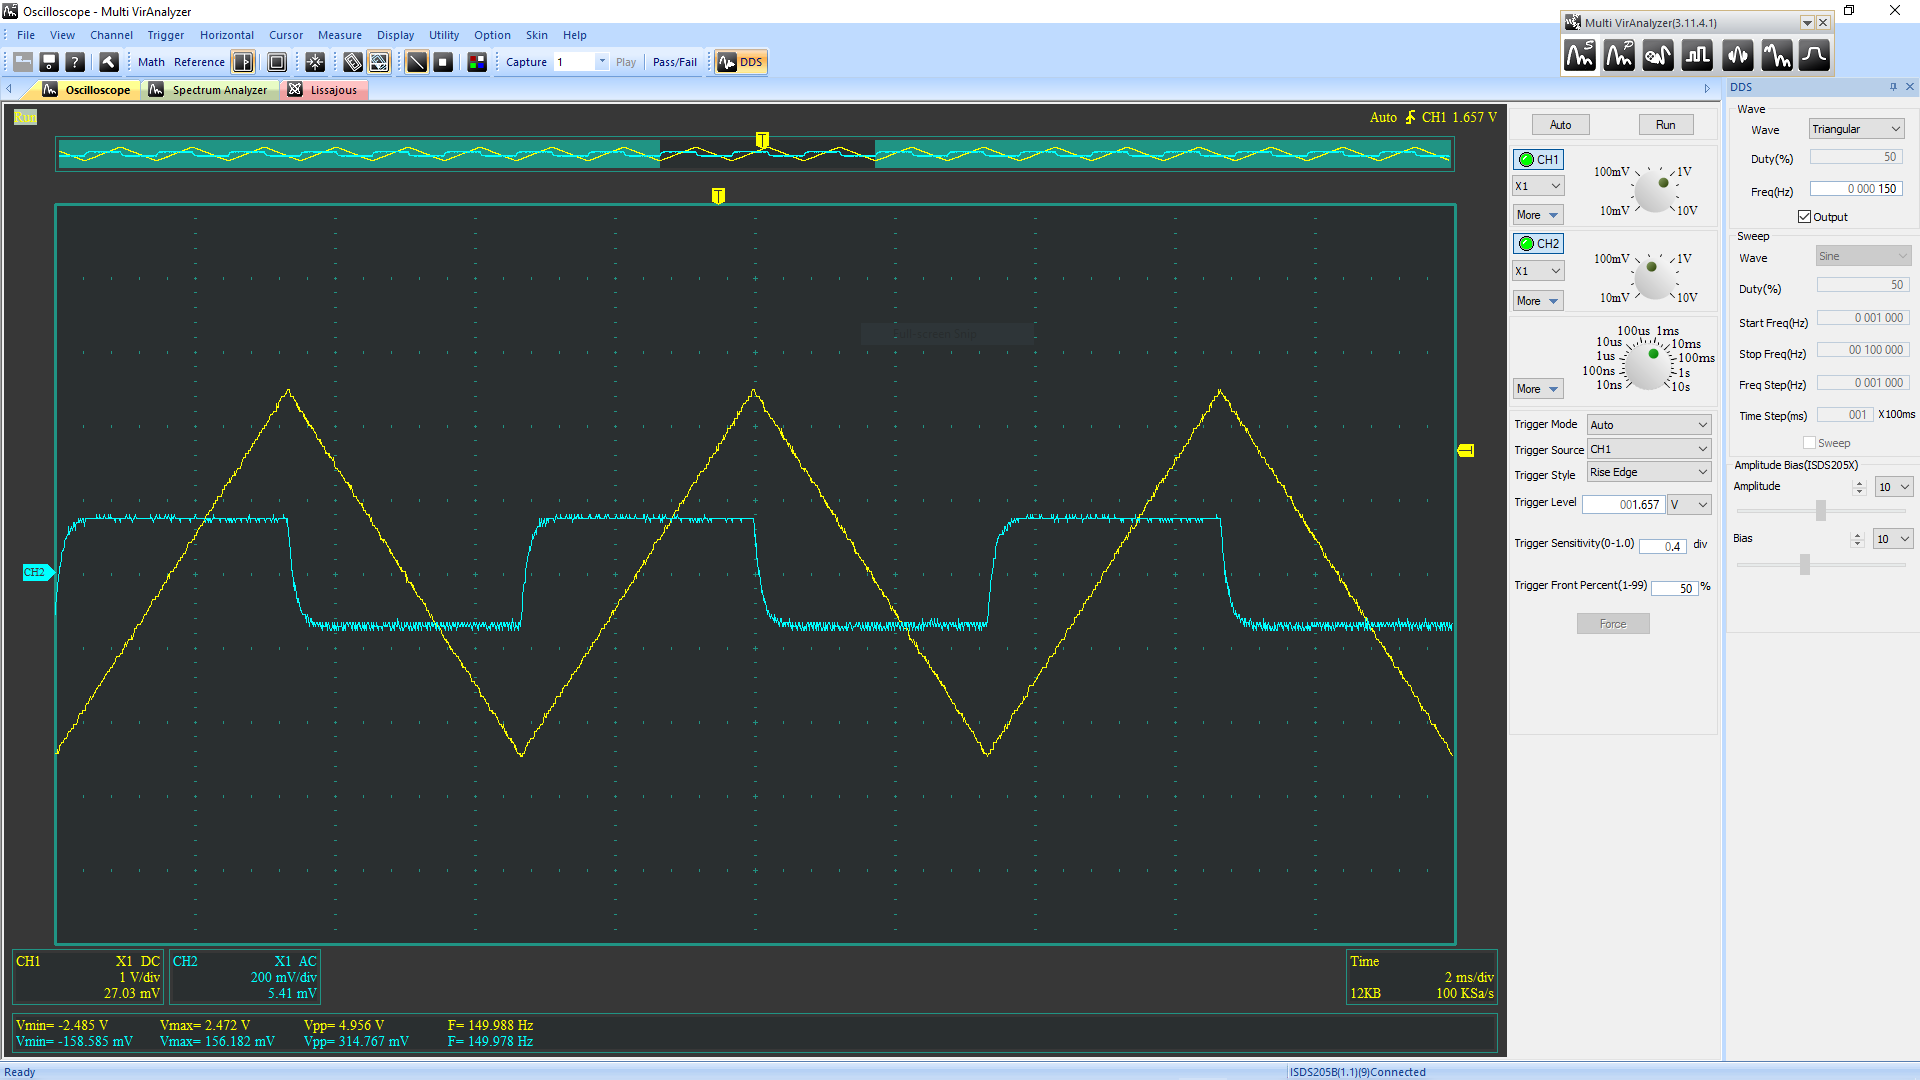 Oscilloscope - Multi VirAnalyzer
Multi VirAnalyzer(3.11.4.1)
File View Channel Trigger Horizontal Cursor Measure Display Utility Option Skin Help
Math Reference Capture 1 Play Pass/Fail DDS
Oscilloscope Spectrum Analyzer Lissajous
Run
Auto CH1 1.657 V
T
T
CH2
CH1 X1 DC
1 V/div
27.03 mV
CH2 X1 AC
200 mV/div
5.41 mV
Time
2 ms/div
12KB 100 KSa/s
Vmin= -2.485 V Vmax= 2.472 V Vpp= 4.956 V F= 149.988 Hz
Vmin= -158.585 mV Vmax= 156.182 mV Vpp= 314.767 mV F= 149.978 Hz
Auto Run
CH1
X1
More
100mV 1V
10mV 10V
CH2
X1
More
100mV 1V
10mV 10V
100us 1ms
10us 10ms
1us 100ms
100ns 1s
10ns 10s
More
Trigger Mode Auto
Trigger Source CH1
Trigger Style Rise Edge
Trigger Level 001.657 V
Trigger Sensitivity(0-1.0) 0.4 div
Trigger Front Percent(1-99) 50 %
Force
DDS
Wave
Wave Triangular
Duty(%) 50
Freq(Hz) 0 000 150
Output
Sweep
Wave Sine
Duty(%) 50
Start Freq(Hz) 0 001 000
Stop Freq(Hz) 00 100 000
Freq Step(Hz) 0 001 000
Time Step(ms) 001 X100ms
Sweep
Amplitude Bias(ISDS205X)
Amplitude 10
Bias 10
Ready
ISDS205B(1.1)(9)Connected